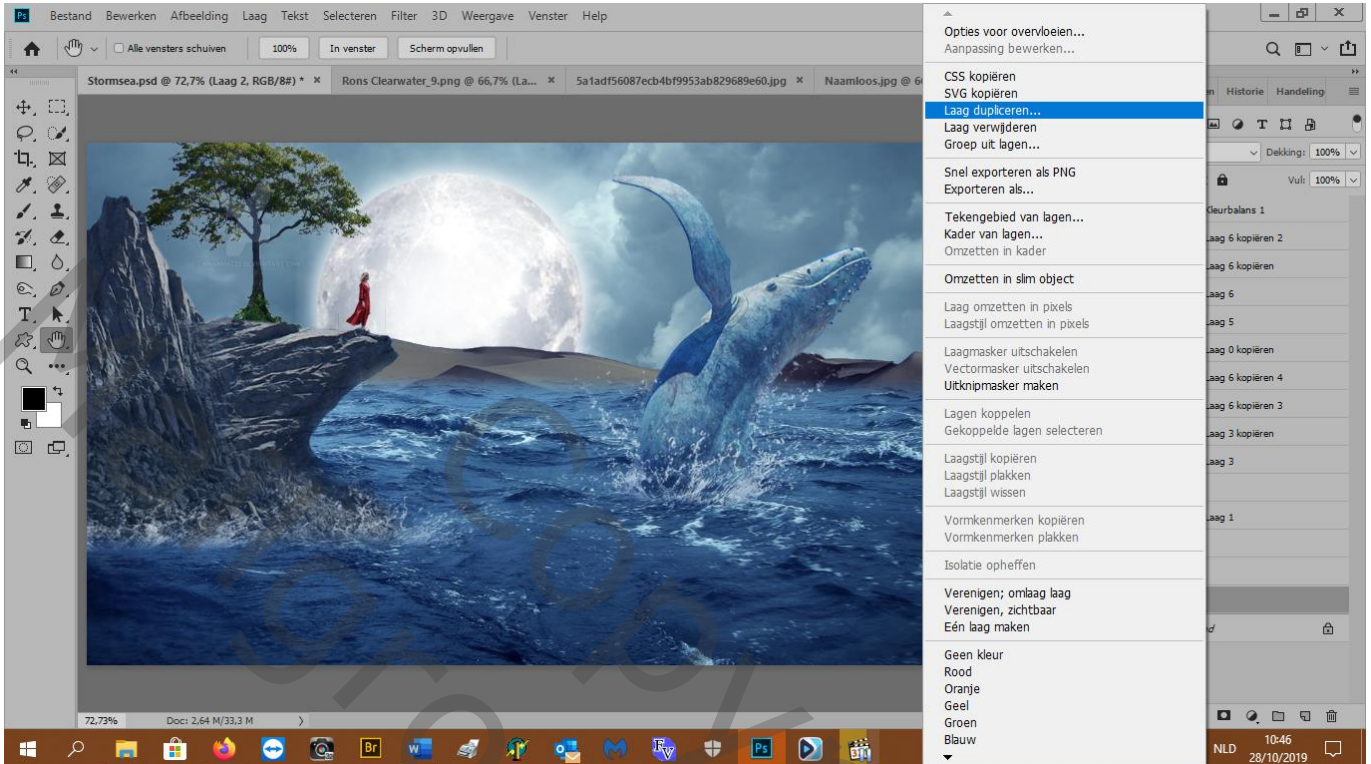 Ps Bestand Bewerken Afbeelding Laag Tekst Selecteren Filter 3D Weergave Venster Help
Alle vensters schuiven 100% In venster Scherm opvullen
Stormsea.psd @ 72,7% (Laag 2, RGB/8#) * × Rons Clearwater_9.png @ 66,7% (La... × 5a1adf56087ecb4bf9953ab829689e60.jpg × Naamloos.jpg @ 6
Opties voor overvloeien...
Aanpassing bewerken...
CSS kopiëren
SVG kopiëren
Laag dupliceren...
Laag verwijderen
Groep uit lagen...
Snel exporteren als PNG
Exporteren als...
Tekengebied van lagen...
Kader van lagen...
Omzetten in kader
Omzetten in slim object
Laag omzetten in pixels
Laagstijl omzetten in pixels
Laagmasker uitschakelen
Vectormasker uitschakelen
Uitknipmasker maken
Lagen koppelen
Gekoppelde lagen selecteren
Laagstijl kopiëren
Laagstijl plakken
Laagstijl wissen
Vormkenmerken kopiëren
Vormkenmerken plakken
Isolatie opheffen
Verenigen; omlaag laag
Verenigen, zichtbaar
Eén laag maken
Geen kleur
Rood
Oranje
Geel
Groen
Blauw
en Historie Handeling
Dekking: 100%
Vul: 100%
Kleurbalans 1
Laag 6 kopiëren 2
Laag 6 kopiëren
Laag 6
Laag 5
Laag 0 kopiëren
Laag 6 kopiëren 4
Laag 6 kopiëren 3
Laag 3 kopiëren
Laag 3
Laag 1
d
72,73% Doc: 2,64 M/33,3 M
Br W Ps
NLD 10:46
28/10/2019